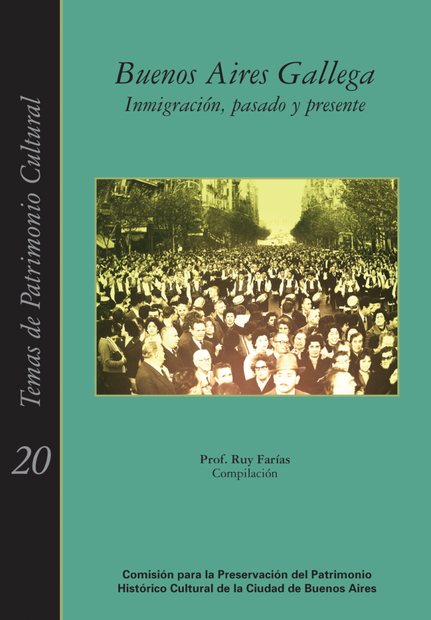 Buenos Aires Gallega
Inmigración, pasado y presente
Temas de Patrimonio Cultural
20
Prof. Ruy Farías
Compilación
Comisión para la Preservación del Patrimonio
Histórico Cultural de la Ciudad de Buenos Aires